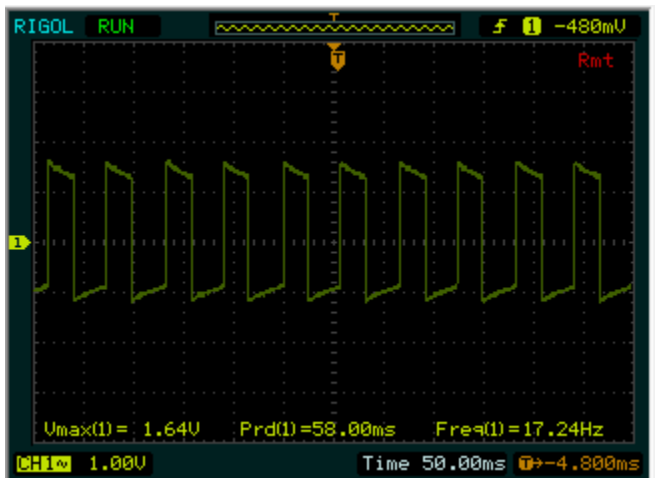 RIGOL RUN T 1 -480mV
T
Rmt
1
Vmax(1)= 1.64V Prd(1)=58.00ms Freq(1)=17.24Hz
CH1~ 1.00V Time 50.00ms T→-4.800ms